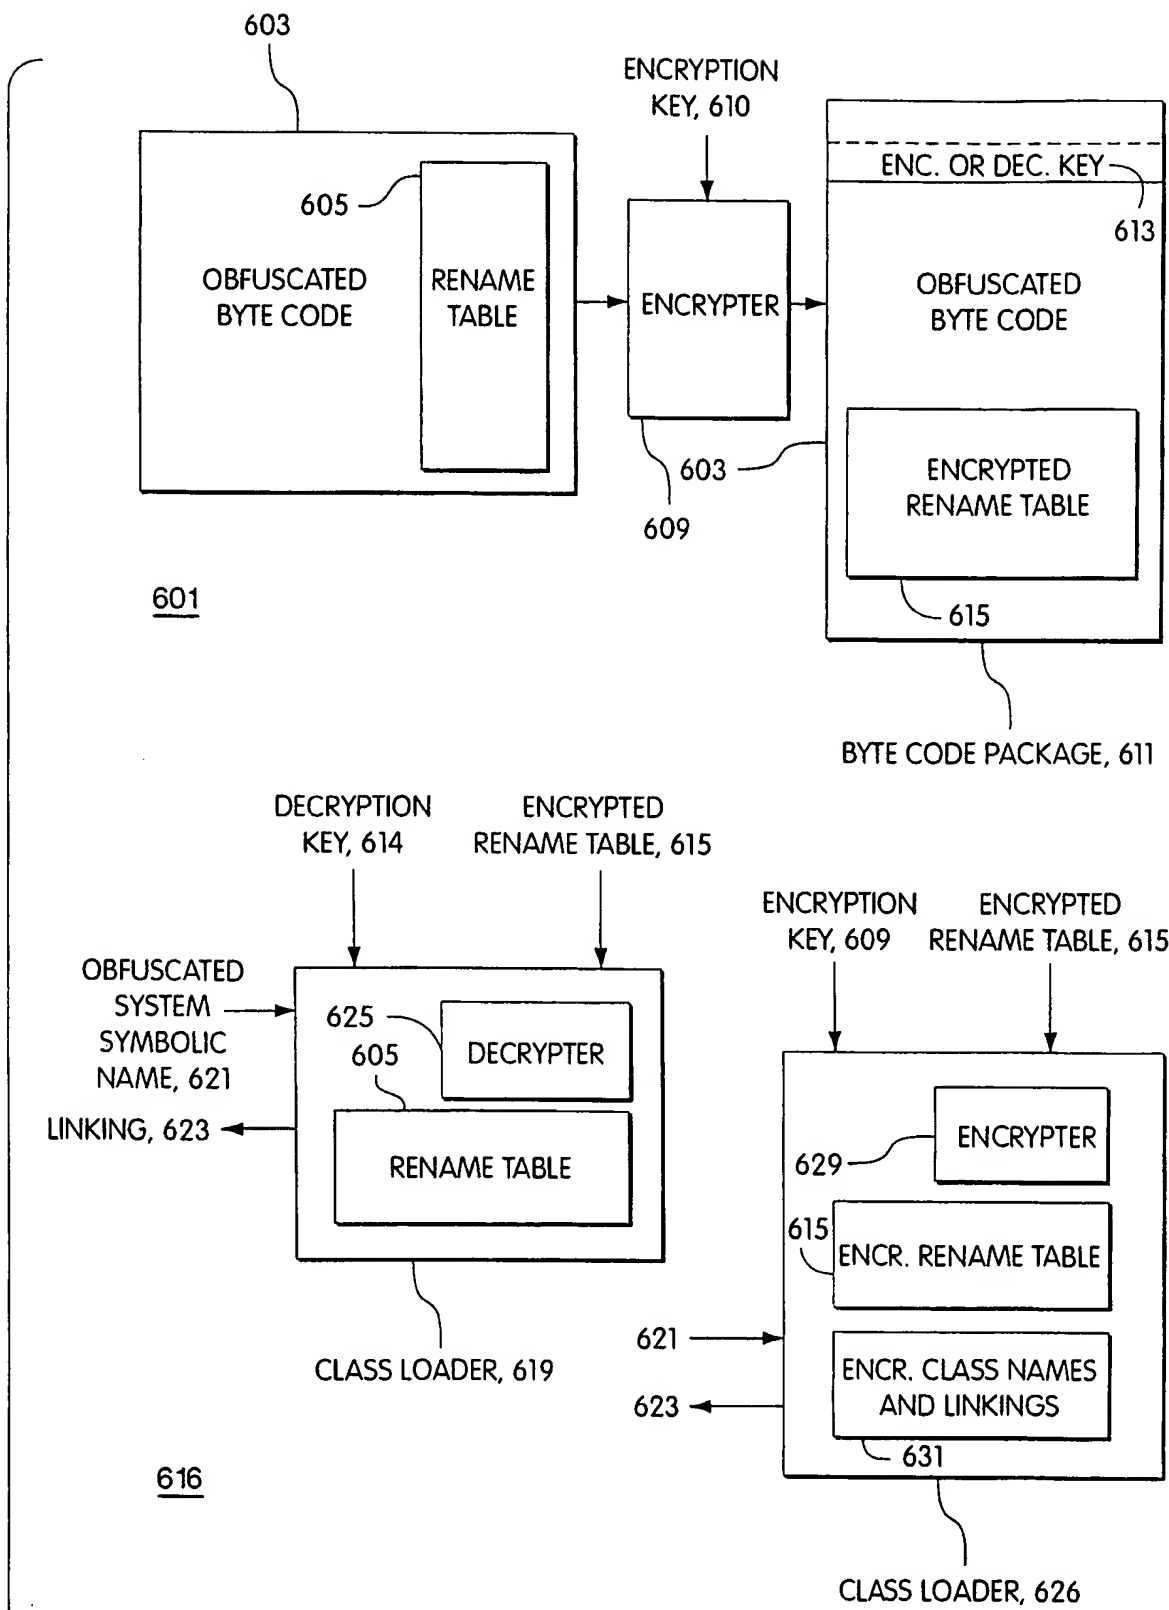 603
ENCRYPTION
KEY, 610
ENC. OR DEC. KEY
613
605
OBFUSCATED
BYTE CODE
RENAME
TABLE
ENCRYPTER
OBFUSCATED
BYTE CODE
603
609
ENCRYPTED
RENAME TABLE
615
601
BYTE CODE PACKAGE, 611
DECRYPTION
KEY, 614
ENCRYPTED
RENAME TABLE, 615
OBFUSCATED
SYSTEM
SYMBOLIC
NAME, 621
LINKING, 623
625
DECRYPTER
605
RENAME TABLE
CLASS LOADER, 619
ENCRYPTION
KEY, 609
ENCRYPTED
RENAME TABLE, 615
ENCRYPTER
629
615
ENCR. RENAME TABLE
621
623
ENCR. CLASS NAMES
AND LINKINGS
631
616
CLASS LOADER, 626